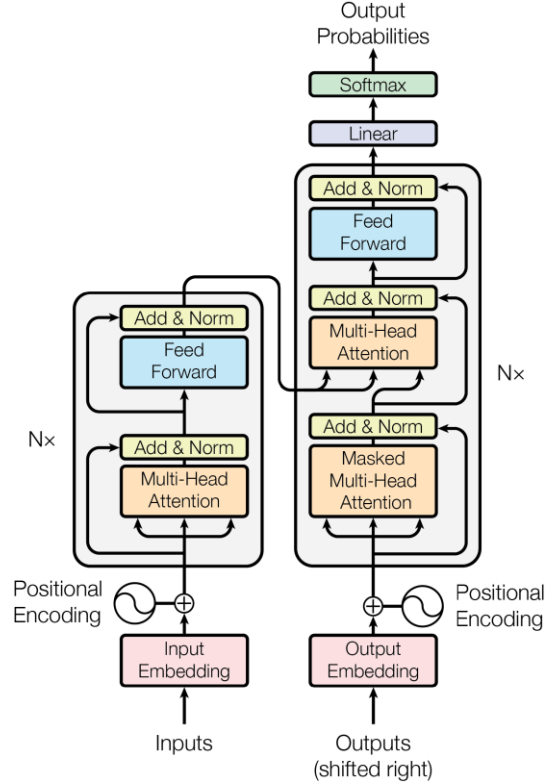 Output
Probabilities
Softmax
Linear
Add & Norm
Feed
Forward
Add & Norm
Multi-Head
Attention
Add & Norm
Masked
Multi-Head
Attention
N×
Add & Norm
Feed
Forward
N×
Add & Norm
Multi-Head
Attention
Positional
Encoding
Positional
Encoding
Input
Embedding
Output
Embedding
Inputs
Outputs
(shifted right)